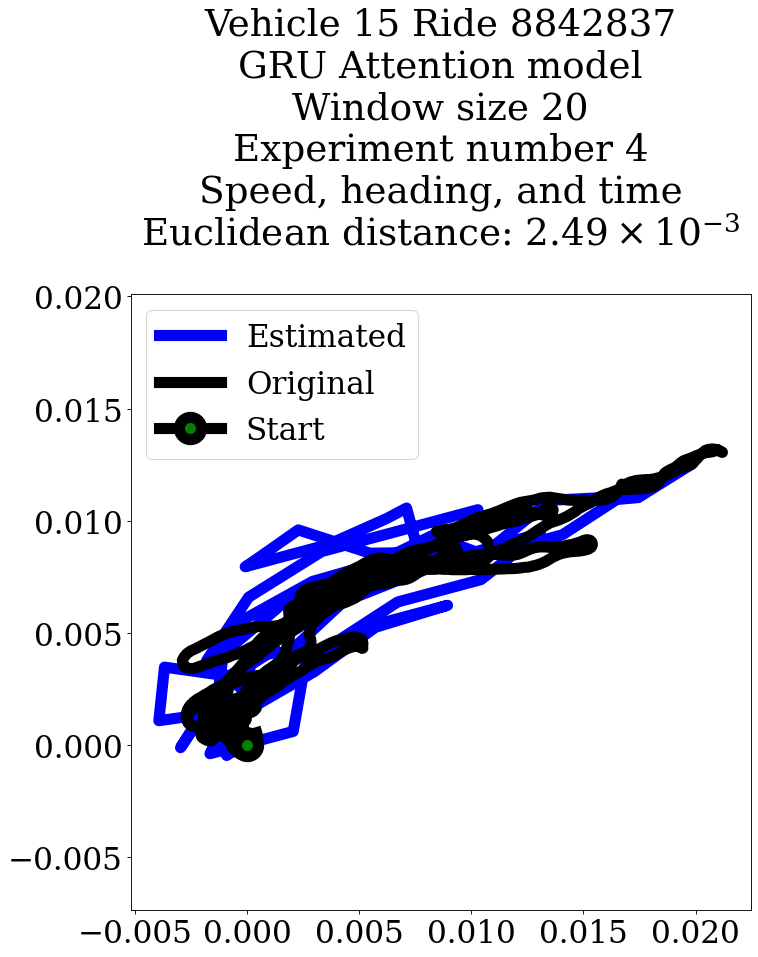 Vehicle 15 Ride 8842837
GRU Attention model
Window size 20
Experiment number 4
Speed, heading, and time
Euclidean distance: 2.49 × 10⁻³
Estimated
Original
Start
0.020
0.015
0.010
0.005
0.000
−0.005
−0.005 0.000 0.005 0.010 0.015 0.020